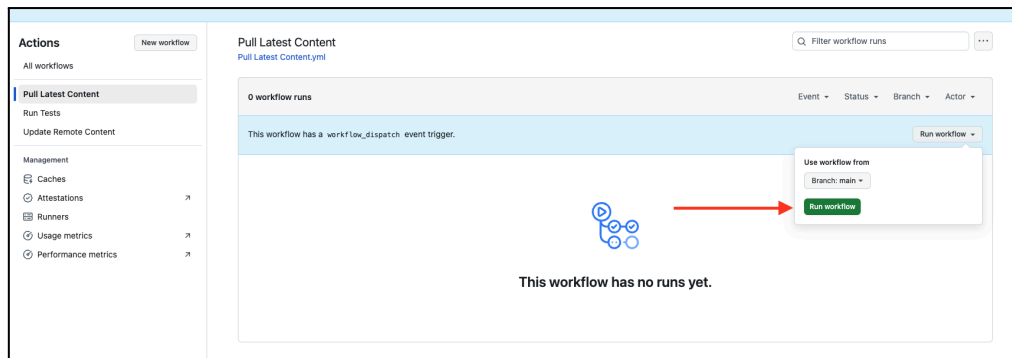 Actions
New workflow
All workflows
Pull Latest Content
Run Tests
Update Remote Content
Management
Caches
Attestations
Runners
Usage metrics
Performance metrics
Pull Latest Content
Pull Latest Content.yml
Filter workflow runs
0 workflow runs
Event Status Branch Actor
This workflow has a workflow_dispatch event trigger.
Run workflow
Use workflow from
Branch: main
Run workflow
This workflow has no runs yet.